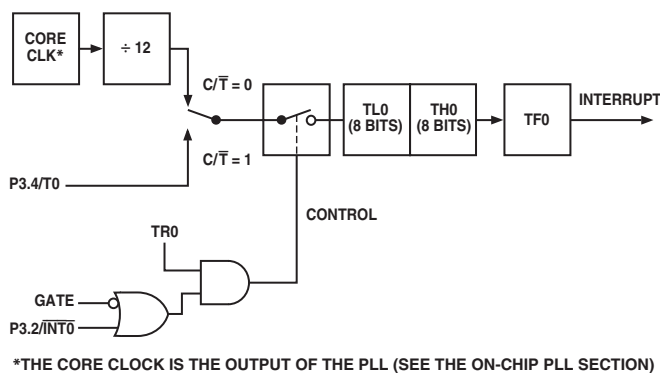 CORE
CLK*
÷ 12
C/T̅ = 0
TL0
(8 BITS)
TH0
(8 BITS)
TF0
INTERRUPT
C/T̅ = 1
P3.4/T0
CONTROL
TR0
GATE
P3.2/I̅N̅T̅0̅
*THE CORE CLOCK IS THE OUTPUT OF THE PLL (SEE THE ON-CHIP PLL SECTION)